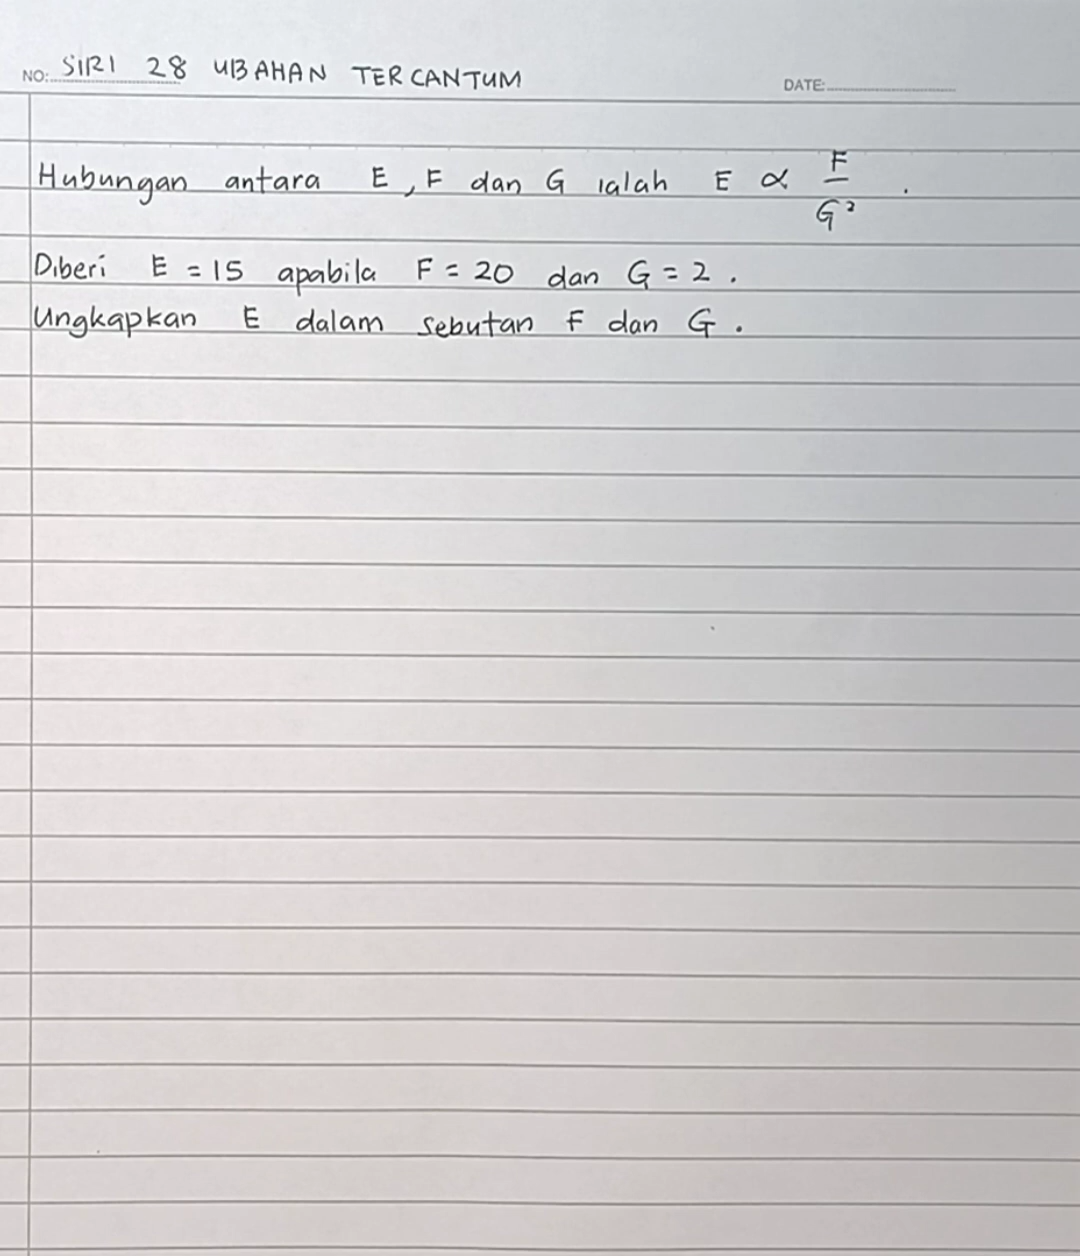 NO: SIRI 28 UBAHAN TERCANTUM DATE:
Hubungan antara E, F dan G ialah E ∝ F/G² .
Diberi E = 15 apabila F = 20 dan G = 2 .
Ungkapkan E dalam sebutan F dan G .